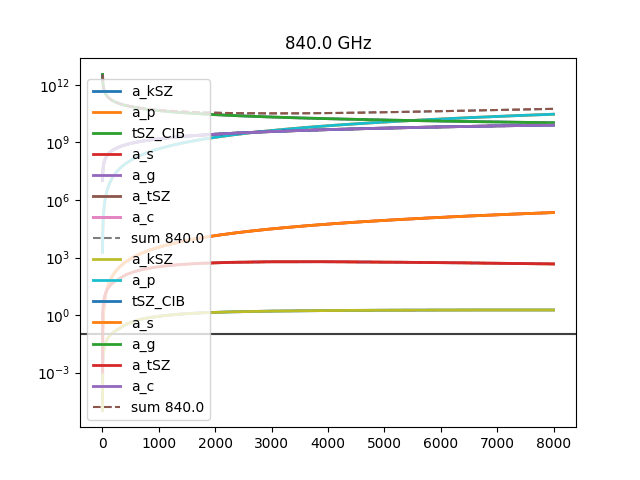 840.0 GHz
10^12
10^9
10^6
10^3
10^0
10^−3
a_kSZ
a_p
tSZ_CIB
a_s
a_g
a_tSZ
a_c
sum 840.0
a_kSZ
a_p
tSZ_CIB
a_s
a_g
a_tSZ
a_c
sum 840.0
0 1000 2000 3000 4000 5000 6000 7000 8000